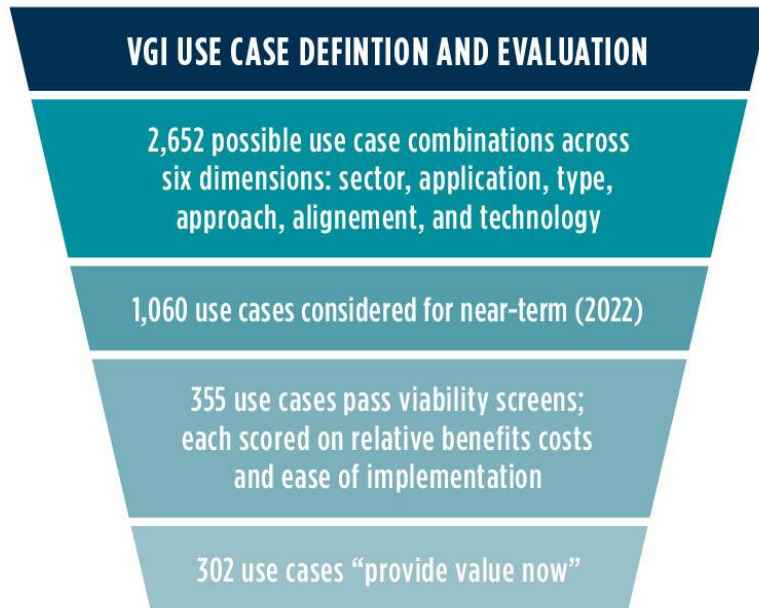 VGI USE CASE DEFINTION AND EVALUATION
2,652 possible use case combinations across
six dimensions: sector, application, type,
approach, alignement, and technology
1,060 use cases considered for near-term (2022)
355 use cases pass viability screens;
each scored on relative benefits costs
and ease of implementation
302 use cases “provide value now”